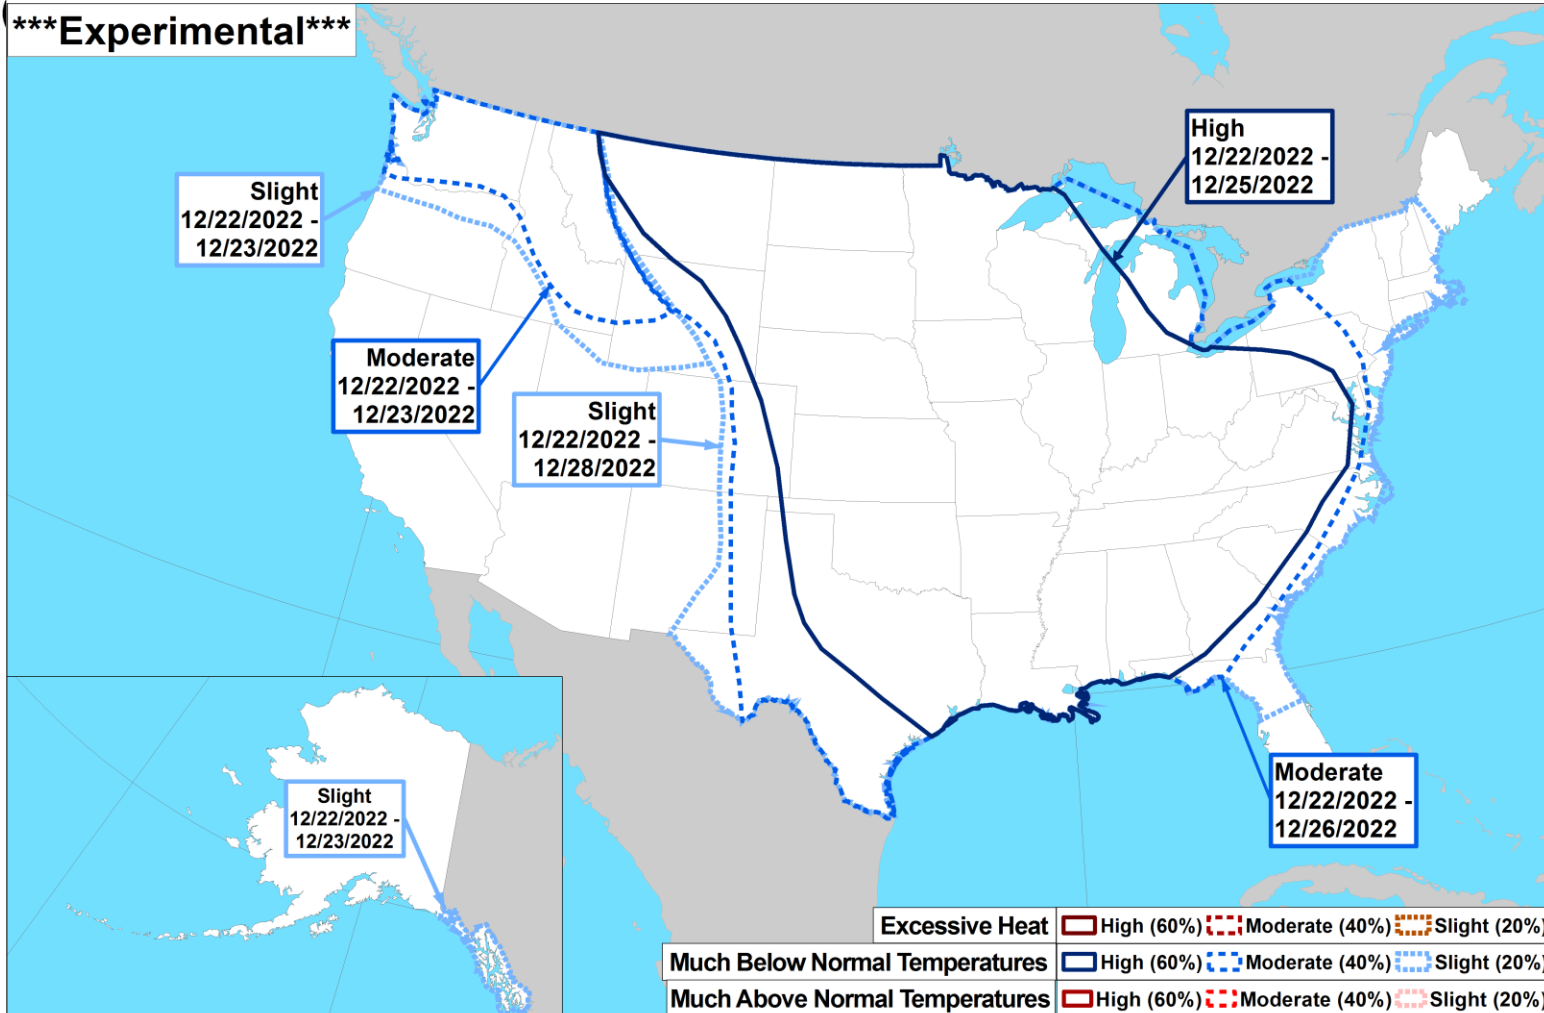 ***Experimental***
High
12/22/2022 -
12/25/2022
Slight
12/22/2022 -
12/23/2022
Moderate
12/22/2022 -
12/23/2022
Slight
12/22/2022 -
12/28/2022
Moderate
12/22/2022 -
12/26/2022
Slight
12/22/2022 -
12/23/2022
Excessive Heat High (60%) Moderate (40%) Slight (20%)
Much Below Normal Temperatures High (60%) Moderate (40%) Slight (20%)
Much Above Normal Temperatures High (60%) Moderate (40%) Slight (20%)